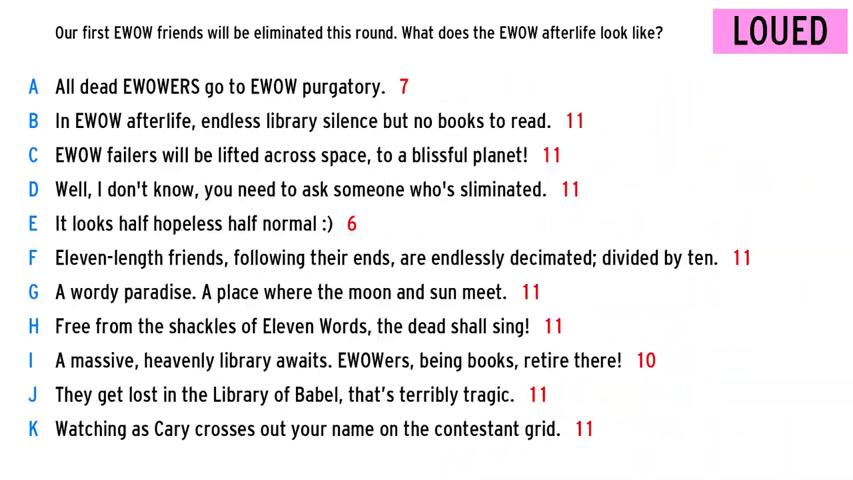 Our first EWOW friends will be eliminated this round. What does the EWOW afterlife look like?
LOUED
A All dead EWOWERS go to EWOW purgatory. 7
B In EWOW afterlife, endless library silence but no books to read. 11
C EWOW failers will be lifted across space, to a blissful planet! 11
D Well, I don't know, you need to ask someone who's sliminated. 11
E It looks half hopeless half normal :) 6
F Eleven-length friends, following their ends, are endlessly decimated; divided by ten. 11
G A wordy paradise. A place where the moon and sun meet. 11
H Free from the shackles of Eleven Words, the dead shall sing! 11
I A massive, heavenly library awaits. EWOWers, being books, retire there! 10
J They get lost in the Library of Babel, that’s terribly tragic. 11
K Watching as Cary crosses out your name on the contestant grid. 11